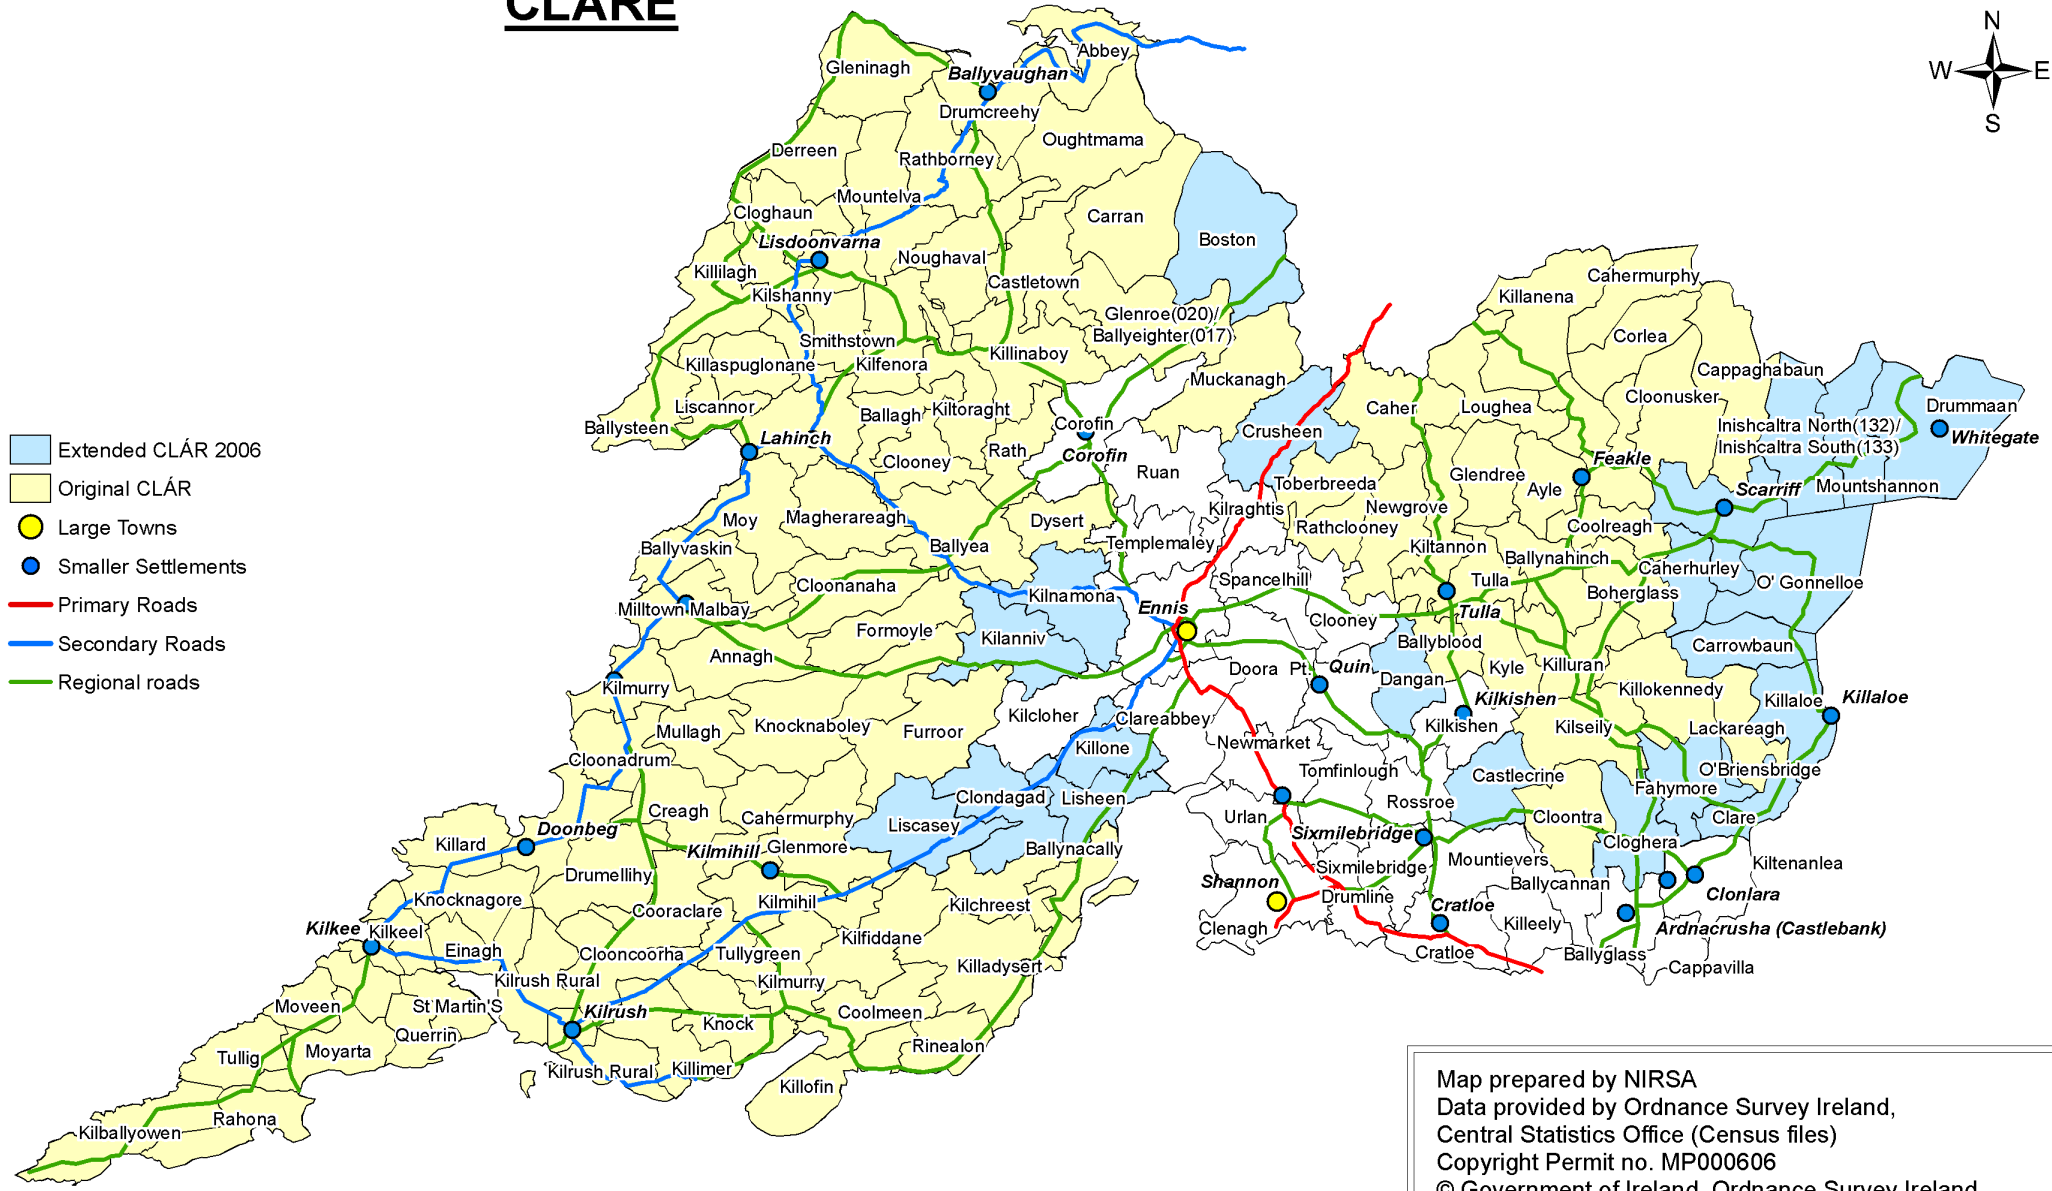 CLARE
N
W E
S
Abbey
Gleninagh
Ballyvaughan
Drumcreehy
Oughtmama
Derreen
Rathborney
Mountelva
Cloghaun
Carran
Lisdoonvarna
Boston
Noughaval
Killilagh
Castletown
Kilshanny
Cahermurphy
Killanena
Glenroe(020)/
Ballyeighter(017)
Smithstown
Corlea
Killinaboy
Killaspuglonane
Kilfenora
Cappaghabaun
Muckanagh
Cloonusker
Liscannor
Ballagh
Kiltoraght
Caher
Loughea
Drummaan
Ballysteen
Corofin
Inishcaltra North(132)/
Inishcaltra South(133)
Lahinch
Crusheen
Whitegate
Rath
Corofin
Clooney
Ruan
Feakle
Extended CLÁR 2006
Original CLÁR
Large Towns
Smaller Settlements
Primary Roads
Secondary Roads
Regional roads
Glendree
Toberbreeda
Ayle
Scarriff
Mountshannon
Newgrove
Kilraghtis
Moy
Magherareagh
Dysert
Rathclooney
Coolreagh
Ballyvaskin
Ballyea
Templemaley
Kiltannon
Ballynahinch
Caherhurley
Cloonanaha
Kilnamona
Spancelhill
Tulla
O' Gonnelloe
Boherglass
Milltown Malbay
Ennis
Tulla
Clooney
Formoyle
Kilanniv
Ballyblood
Carrowbaun
Annagh
Doora Pt.
Quin
Kyle
Killuran
Dangan
Kilmurry
Killokennedy
Kilkishen
Killaloe
Killaloe
Kilcloher
Clareabbey
Kilkishen
Kilseily
Lackareagh
Mullagh
Knocknaboley
Furroor
Newmarket
Killone
Cloonadrum
Tomfinlough
Castlecrine
O'Briensbridge
Fahymore
Clondagad
Lisheen
Rossroe
Creagh
Cahermurphy
Liscasey
Urlan
Cloontra
Clare
Doonbeg
Sixmilebridge
Killard
Kilmihill
Glenmore
Ballynacally
Cloghera
Mountievers
Kiltenanlea
Sixmilebridge
Drumellihy
Shannon
Ballycannan
Clonlara
Knocknagore
Kilmihil
Drumline
Cooraclare
Kilchreest
Cratloe
Kilkee
Kilkeel
Clenagh
Killeely
Ardnacrusha (Castlebank)
Kilfiddane
Einagh
Clooncoorha
Tullygreen
Cratloe
Ballyglass
Killadysert
Cappavilla
Kilrush Rural
Kilmurry
Moveen
St Martin'S
Kilrush
Coolmeen
Knock
Querrin
Rinealon
Moyarta
Tullig
Kilrush Rural
Killimer
Killofin
Rahona
Kilballyowen
Map prepared by NIRSA
Data provided by Ordnance Survey Ireland,
Central Statistics Office (Census files)
Copyright Permit no. MP000606
© Government of Ireland, Ordnance Survey Ireland